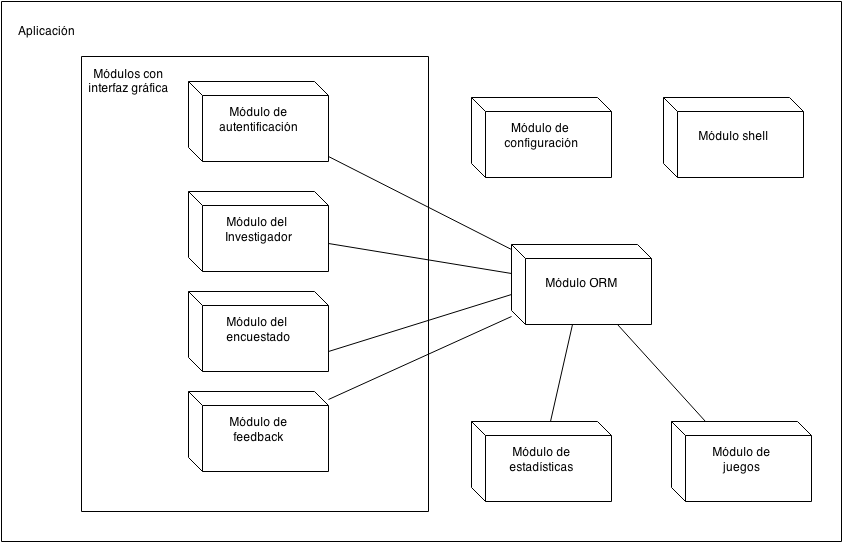 Aplicación
Módulos con
interfaz gráfica
Módulo de
autentificación
Módulo del
Investigador
Módulo del
encuestado
Módulo de
feedback
Módulo de
configuración
Módulo shell
Módulo ORM
Módulo de
estadísticas
Módulo de
juegos